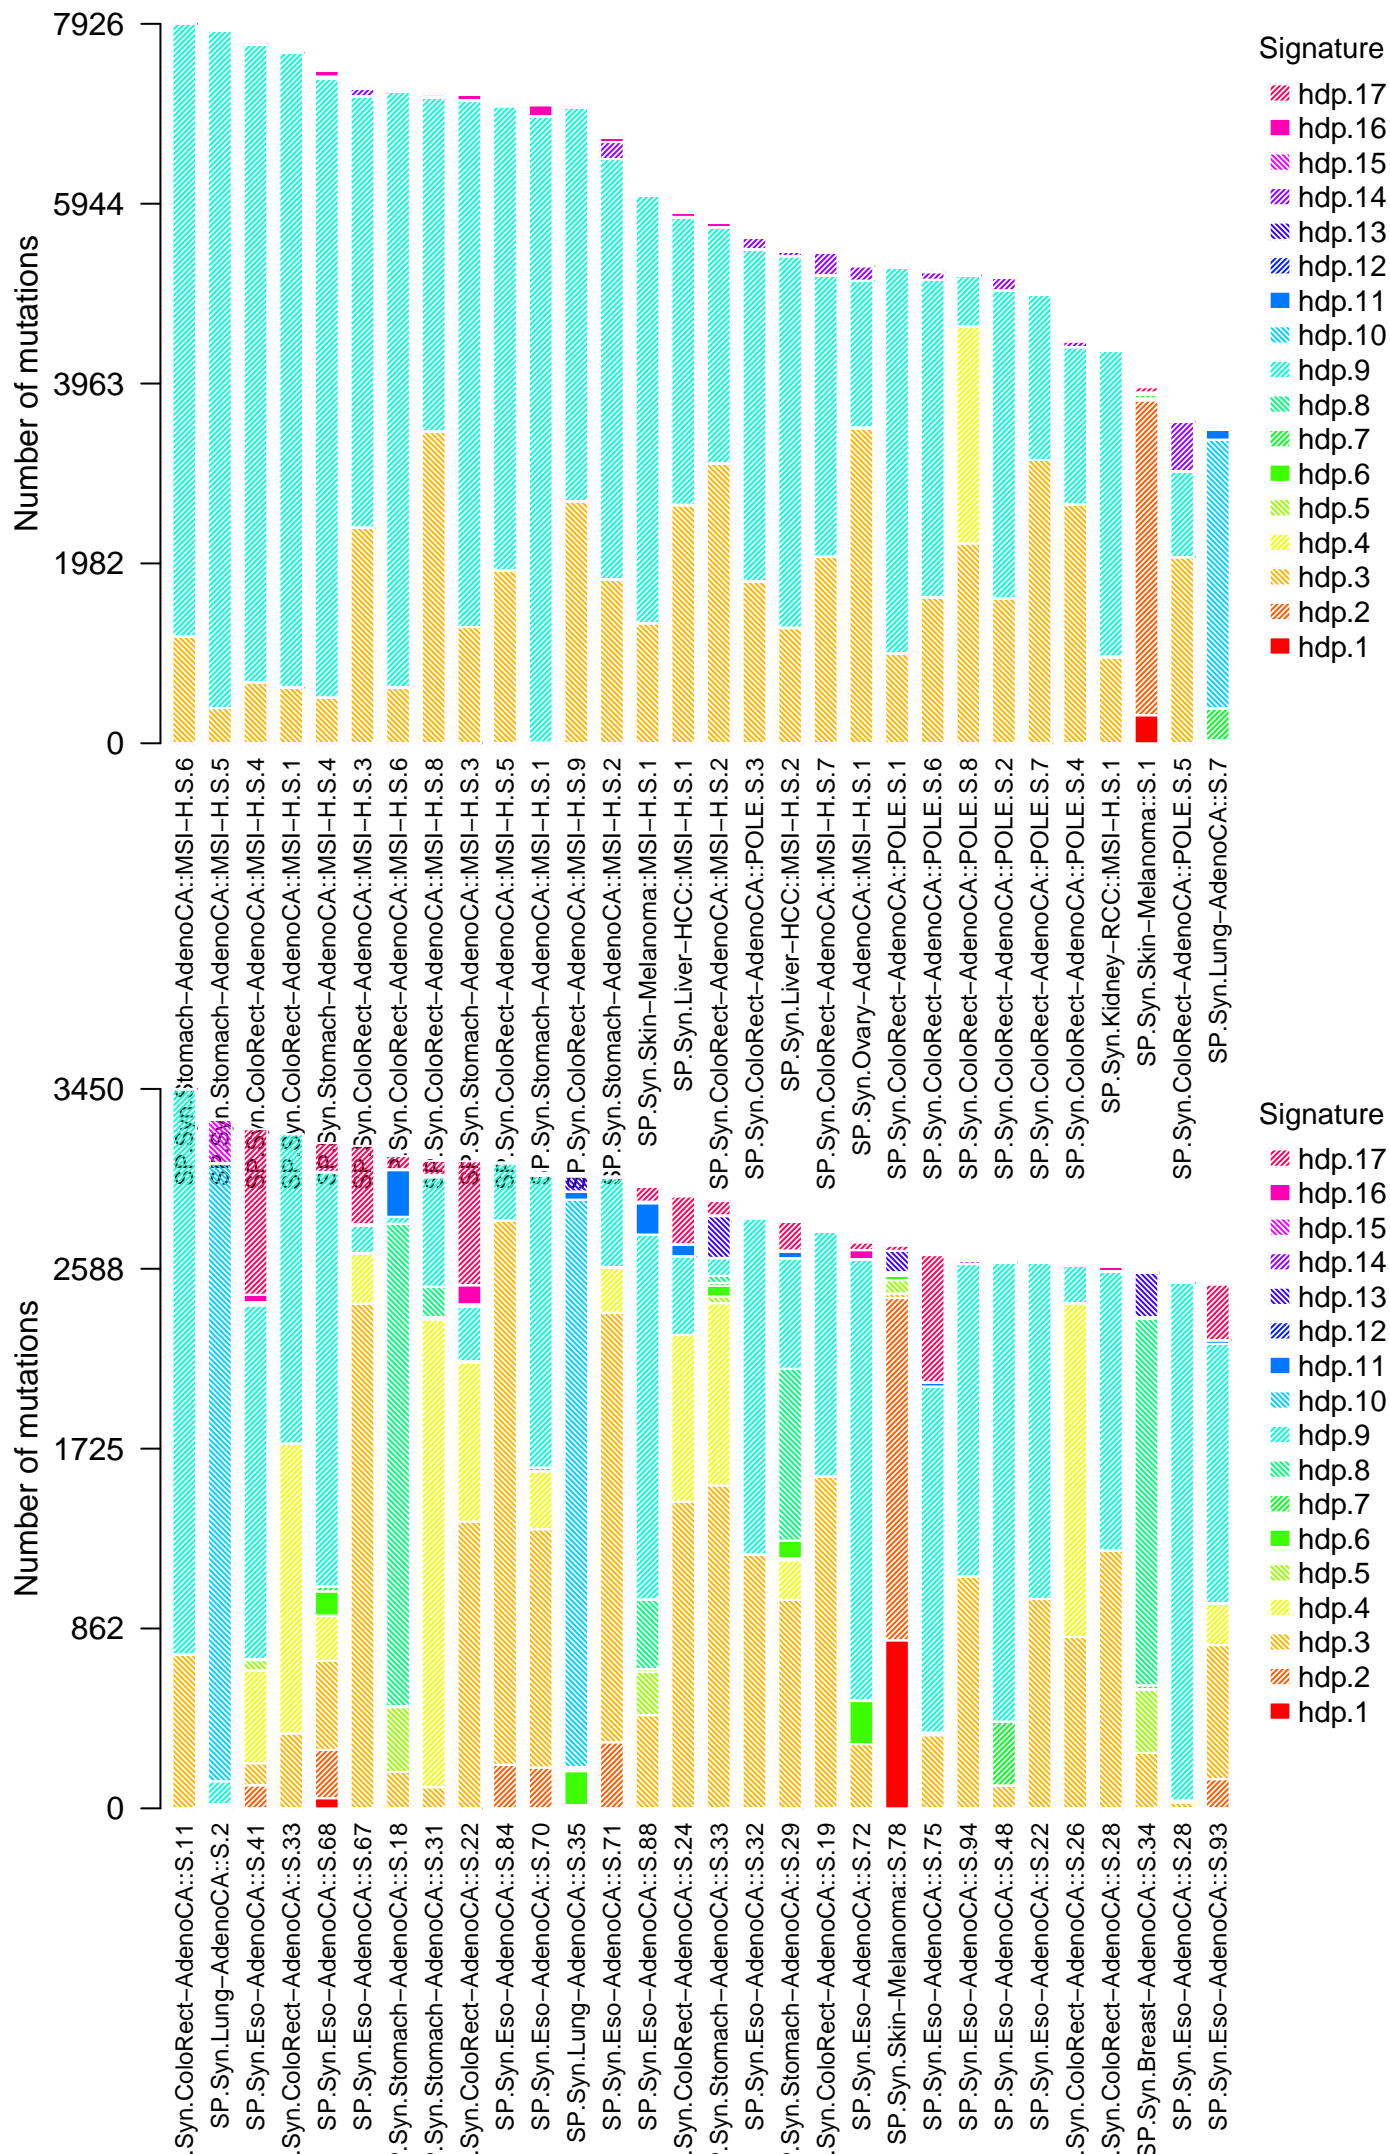 Number of mutations
7926
5944
3963
1982
0
Signature
hdp.17
hdp.16
hdp.15
hdp.14
hdp.13
hdp.12
hdp.11
hdp.10
hdp.9
hdp.8
hdp.7
hdp.6
hdp.5
hdp.4
hdp.3
hdp.2
hdp.1
SP.Syn.Stomach−AdenoCA::MSI−H.S.6
SP.Syn.Stomach−AdenoCA::MSI−H.S.5
SP.Syn.ColoRect−AdenoCA::MSI−H.S.4
SP.Syn.ColoRect−AdenoCA::MSI−H.S.1
SP.Syn.Stomach−AdenoCA::MSI−H.S.4
SP.Syn.ColoRect−AdenoCA::MSI−H.S.3
SP.Syn.ColoRect−AdenoCA::MSI−H.S.6
SP.Syn.ColoRect−AdenoCA::MSI−H.S.8
SP.Syn.Stomach−AdenoCA::MSI−H.S.3
SP.Syn.ColoRect−AdenoCA::MSI−H.S.5
SP.Syn.Stomach−AdenoCA::MSI−H.S.1
SP.Syn.ColoRect−AdenoCA::MSI−H.S.9
SP.Syn.Stomach−AdenoCA::MSI−H.S.2
SP.Syn.Skin−Melanoma::MSI−H.S.1
SP.Syn.Liver−HCC::MSI−H.S.1
SP.Syn.ColoRect−AdenoCA::MSI−H.S.2
SP.Syn.ColoRect−AdenoCA::POLE.S.3
SP.Syn.Liver−HCC::MSI−H.S.2
SP.Syn.ColoRect−AdenoCA::MSI−H.S.7
SP.Syn.Ovary−AdenoCA::MSI−H.S.1
SP.Syn.ColoRect−AdenoCA::POLE.S.1
SP.Syn.ColoRect−AdenoCA::POLE.S.6
SP.Syn.ColoRect−AdenoCA::POLE.S.8
SP.Syn.ColoRect−AdenoCA::POLE.S.2
SP.Syn.ColoRect−AdenoCA::POLE.S.7
SP.Syn.ColoRect−AdenoCA::POLE.S.4
SP.Syn.Kidney−RCC::MSI−H.S.1
SP.Syn.Skin−Melanoma::S.1
SP.Syn.ColoRect−AdenoCA::POLE.S.5
SP.Syn.Lung−AdenoCA::S.7
Number of mutations
3450
2588
1725
862
0
Signature
hdp.17
hdp.16
hdp.15
hdp.14
hdp.13
hdp.12
hdp.11
hdp.10
hdp.9
hdp.8
hdp.7
hdp.6
hdp.5
hdp.4
hdp.3
hdp.2
hdp.1
.Syn.ColoRect−AdenoCA::S.11
SP.Syn.Lung−AdenoCA::S.2
SP.Syn.Eso−AdenoCA::S.41
.Syn.ColoRect−AdenoCA::S.33
SP.Syn.Eso−AdenoCA::S.68
SP.Syn.Eso−AdenoCA::S.67
P.Syn.Stomach−AdenoCA::S.18
P.Syn.Stomach−AdenoCA::S.31
.Syn.ColoRect−AdenoCA::S.22
SP.Syn.Eso−AdenoCA::S.84
SP.Syn.Eso−AdenoCA::S.70
SP.Syn.Lung−AdenoCA::S.35
SP.Syn.Eso−AdenoCA::S.71
SP.Syn.Eso−AdenoCA::S.88
.Syn.ColoRect−AdenoCA::S.24
P.Syn.Stomach−AdenoCA::S.33
SP.Syn.Eso−AdenoCA::S.32
P.Syn.Stomach−AdenoCA::S.29
.Syn.ColoRect−AdenoCA::S.19
SP.Syn.Eso−AdenoCA::S.72
SP.Syn.Skin−Melanoma::S.78
SP.Syn.Eso−AdenoCA::S.75
SP.Syn.Eso−AdenoCA::S.94
SP.Syn.Eso−AdenoCA::S.48
SP.Syn.Eso−AdenoCA::S.22
.Syn.ColoRect−AdenoCA::S.26
.Syn.ColoRect−AdenoCA::S.28
SP.Syn.Breast−AdenoCA::S.34
SP.Syn.Eso−AdenoCA::S.28
SP.Syn.Eso−AdenoCA::S.93